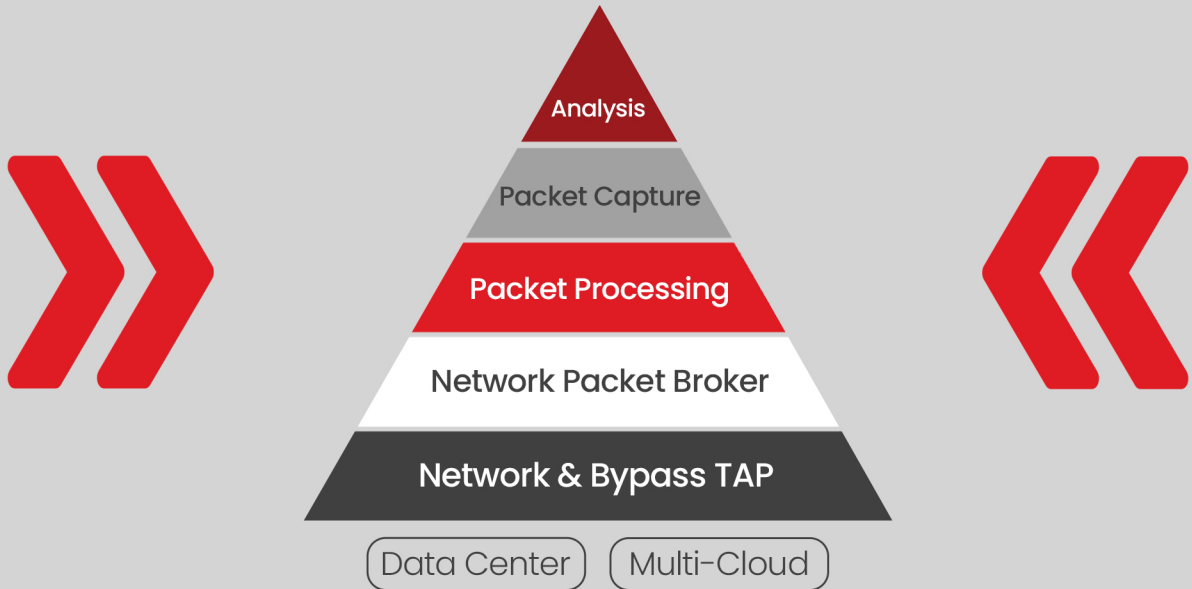 Analysis
Packet Capture
Packet Processing
Network Packet Broker
Network & Bypass TAP
Data Center
Multi-Cloud